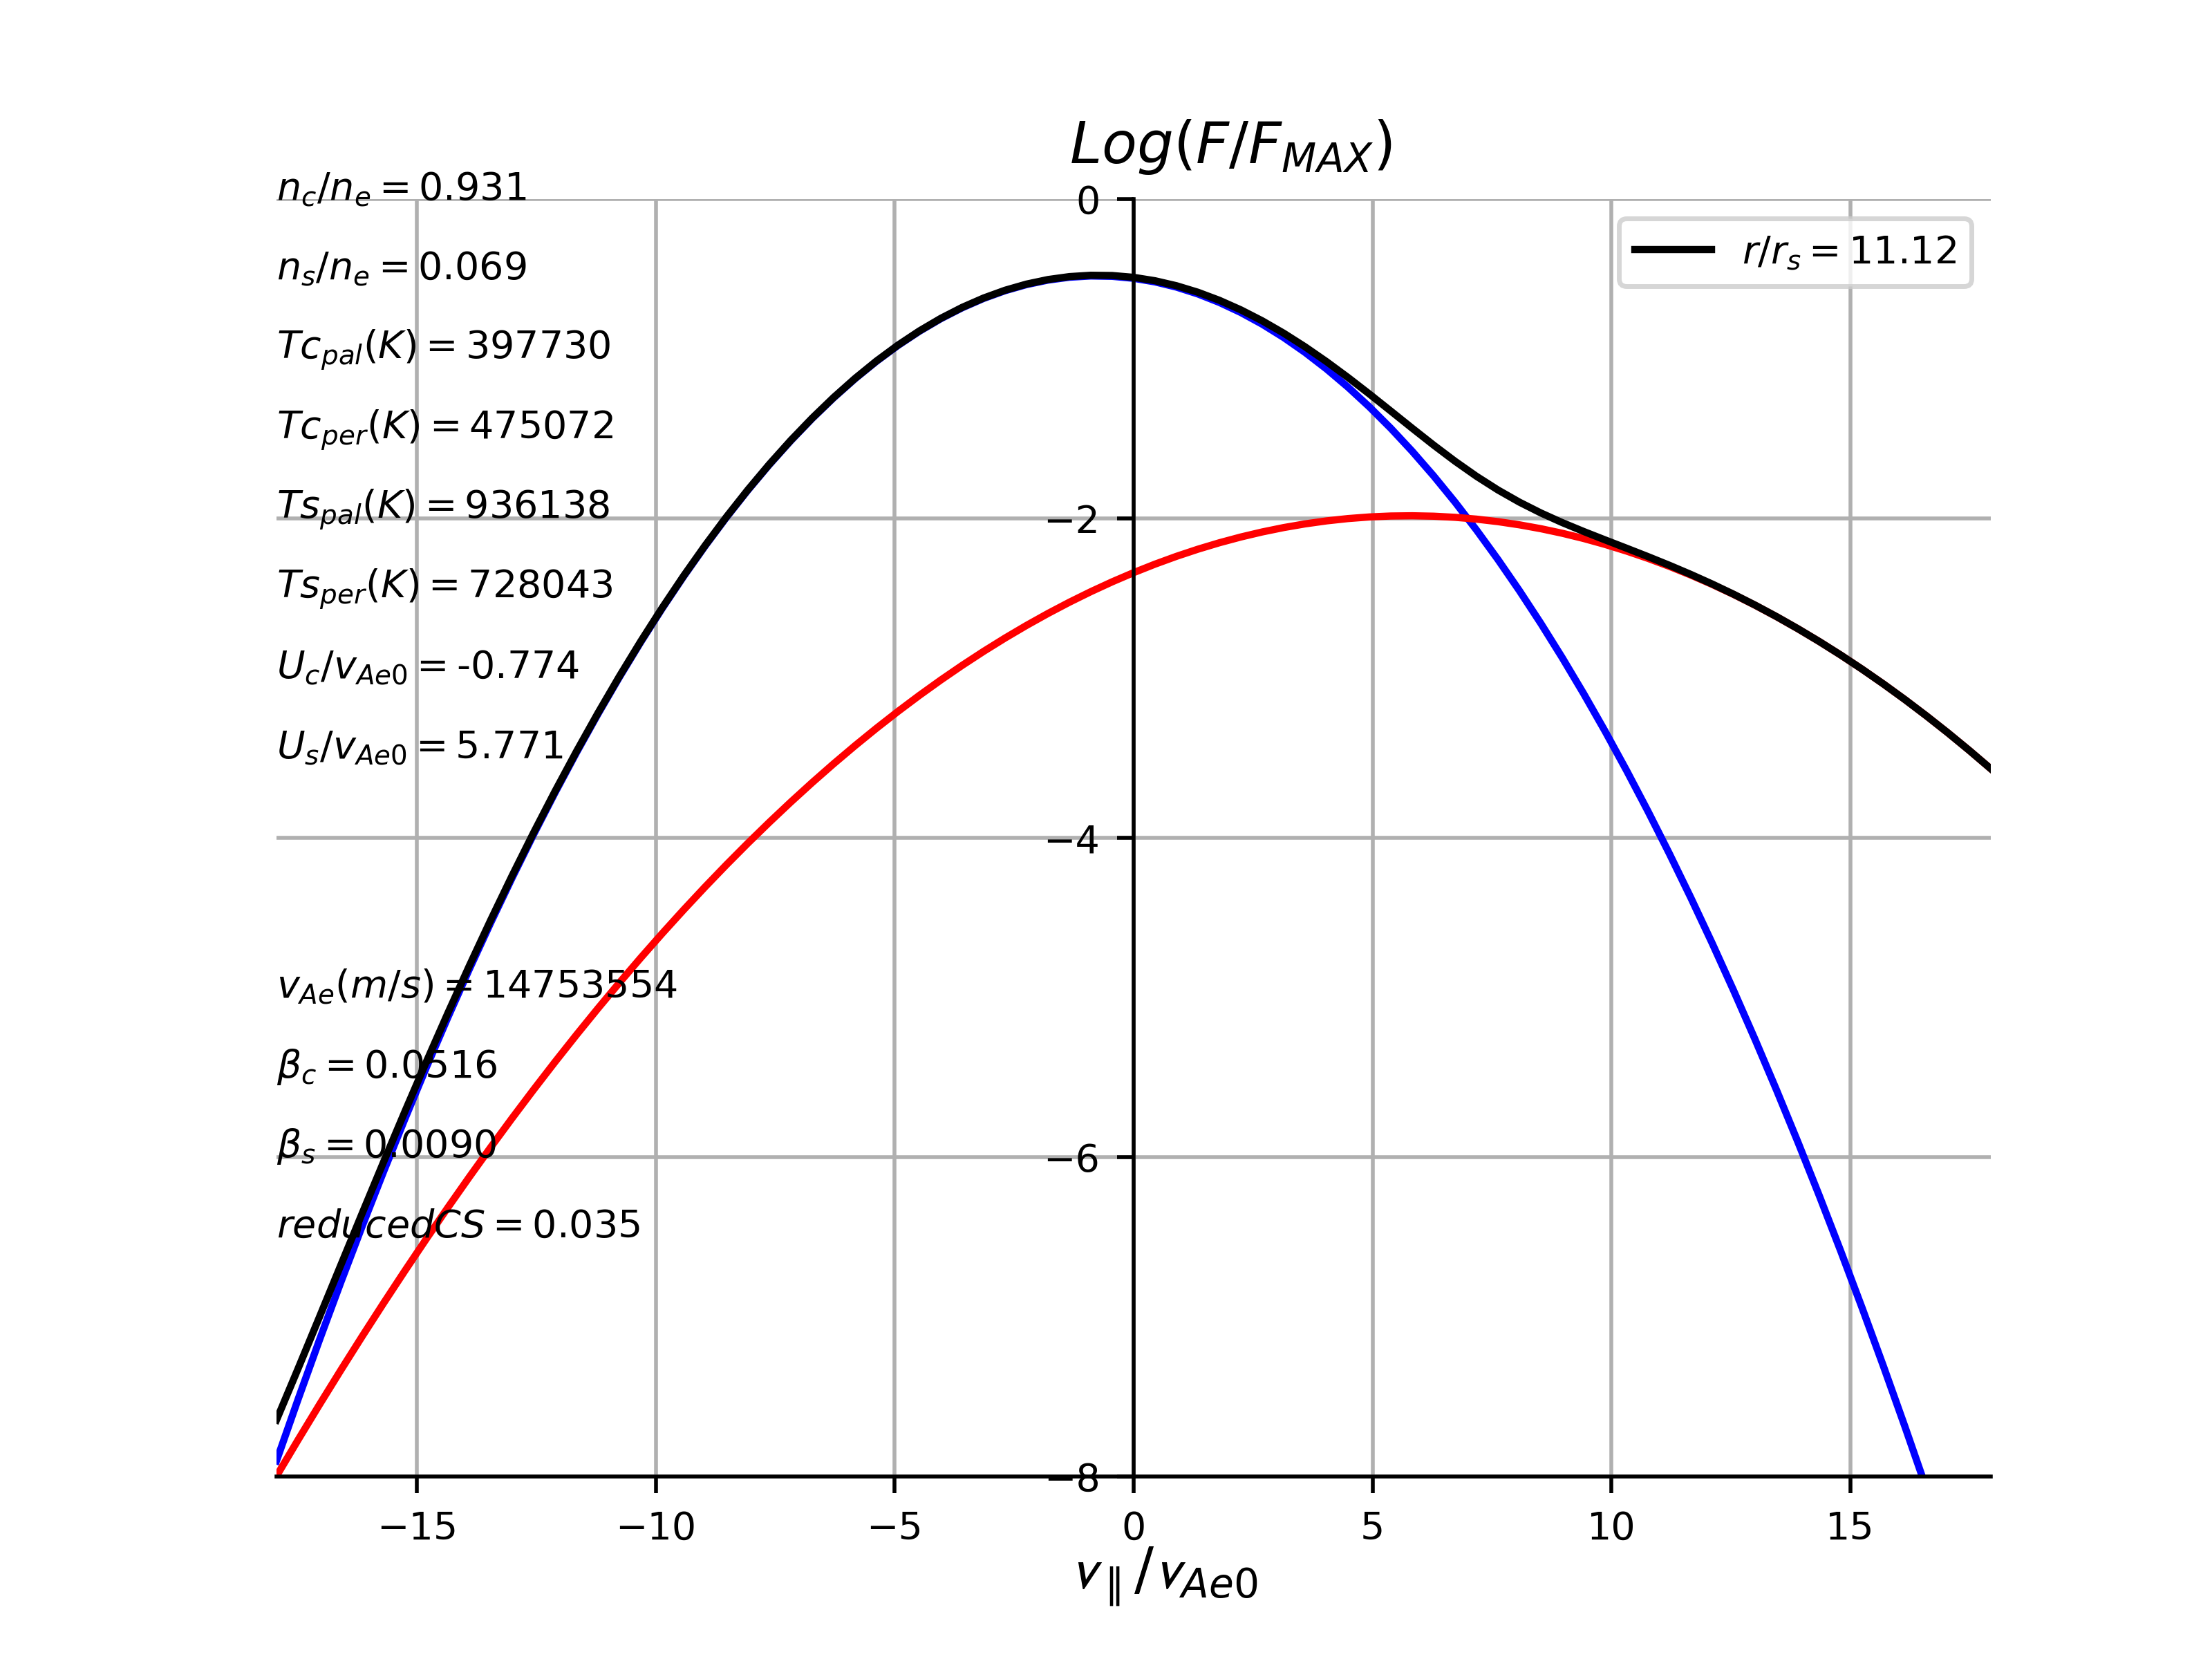 Log(F/F_MAX)
n_c/n_e = 0.931
0
r/r_s = 11.12
n_s/n_e = 0.069
Tc_pal(K) = 397730
Tc_per(K) = 475072
Ts_pal(K) = 936138
−2
Ts_per(K) = 728043
U_c/v_Ae0 = -0.774
U_s/v_Ae0 = 5.771
−4
v_Ae(m/s) = 14753554
β_c = 0.0516
β_s = 0.0090
−6
reducedCS = 0.035
−8
−15 −10 −5 0 5 10 15
v_∥/v_Ae0